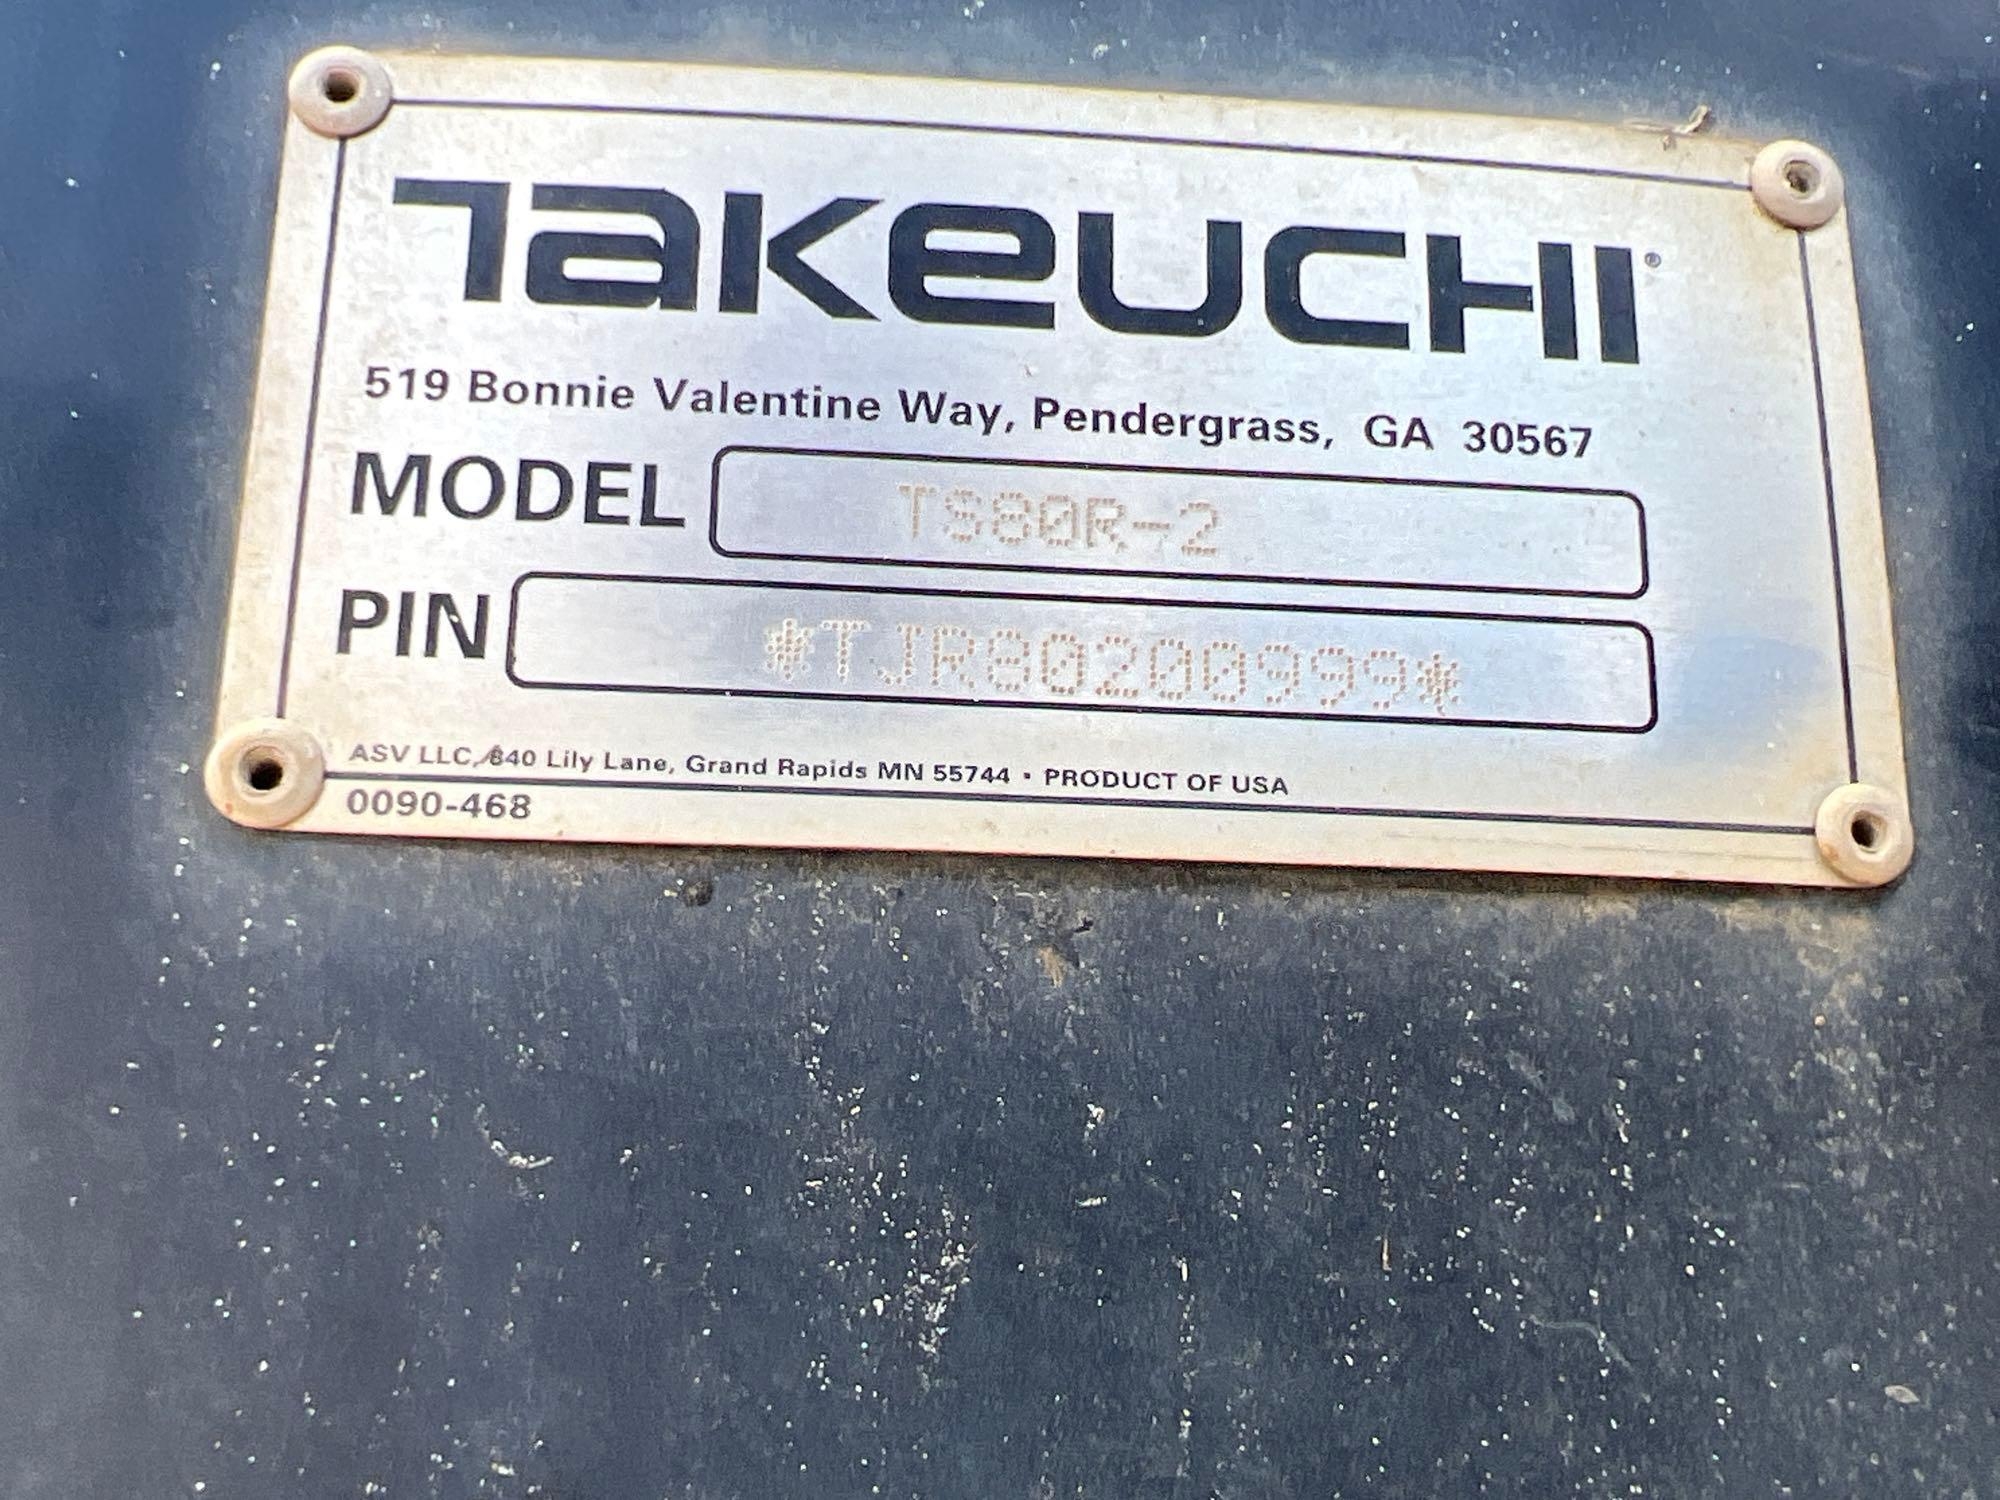 TAKEUCHI®
519 Bonnie Valentine Way, Pendergrass, GA 30567
MODEL TS80R-2
PIN *TJR80200999*
ASV LLC, 840 Lily Lane, Grand Rapids MN 55744 • PRODUCT OF USA
0090-468